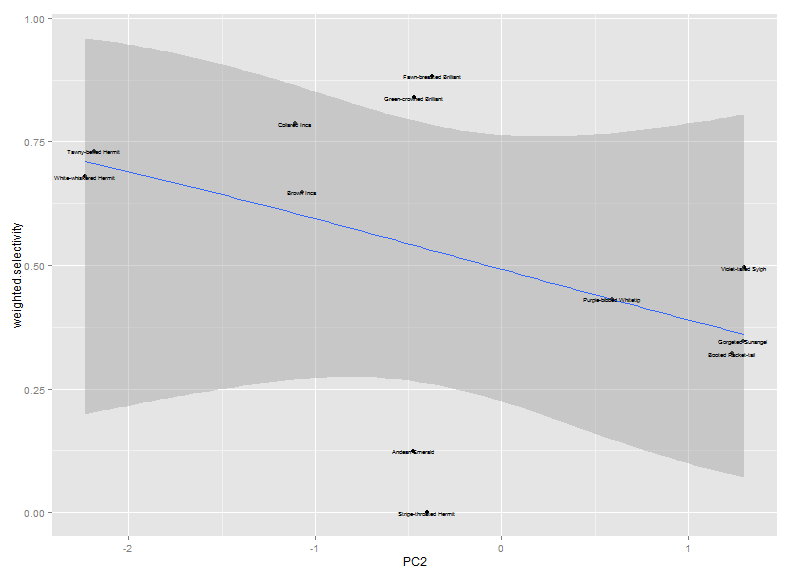 1.00
Fawn-breasted Brilliant
Green-crowned Brilliant
Collared Inca
0.75
Tawny-bellied Hermit
White-whiskered Hermit
Brown Inca
weighted.selectivity
0.50
Violet-tailed Sylph
Purple-bibbed Whitetip
Gorgeted Sunangel
Booted Racket-tail
0.25
Andean Emerald
Stripe-throated Hermit
0.00
-2 -1 0 1
PC2